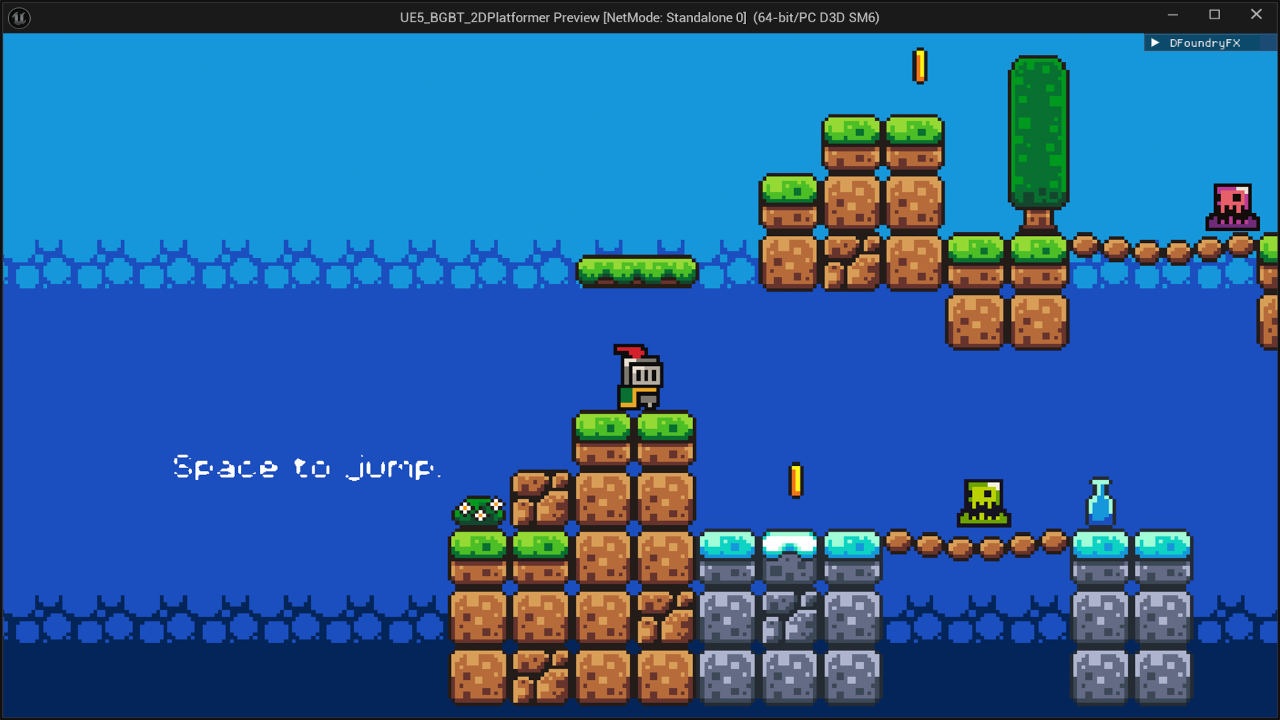 UE5_BGBT_2DPlatformer Preview [NetMode: Standalone 0] (64-bit/PC D3D SM6)
DFoundryFX
Space to jump.